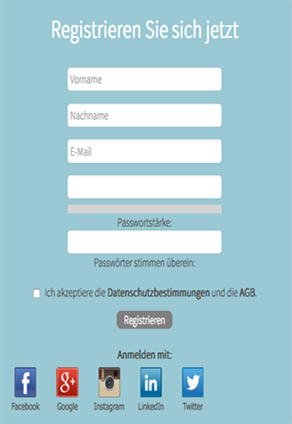 Registrieren Sie sich jetzt
Vorname
Nachname
E-Mail
Passwortstärke:
Passwörter stimmen überein:
Ich akzeptiere die Datenschutzbestimmungen und die AGB.
Registrieren
Anmelden mit:
Facebook Google Instagram LinkedIn Twitter